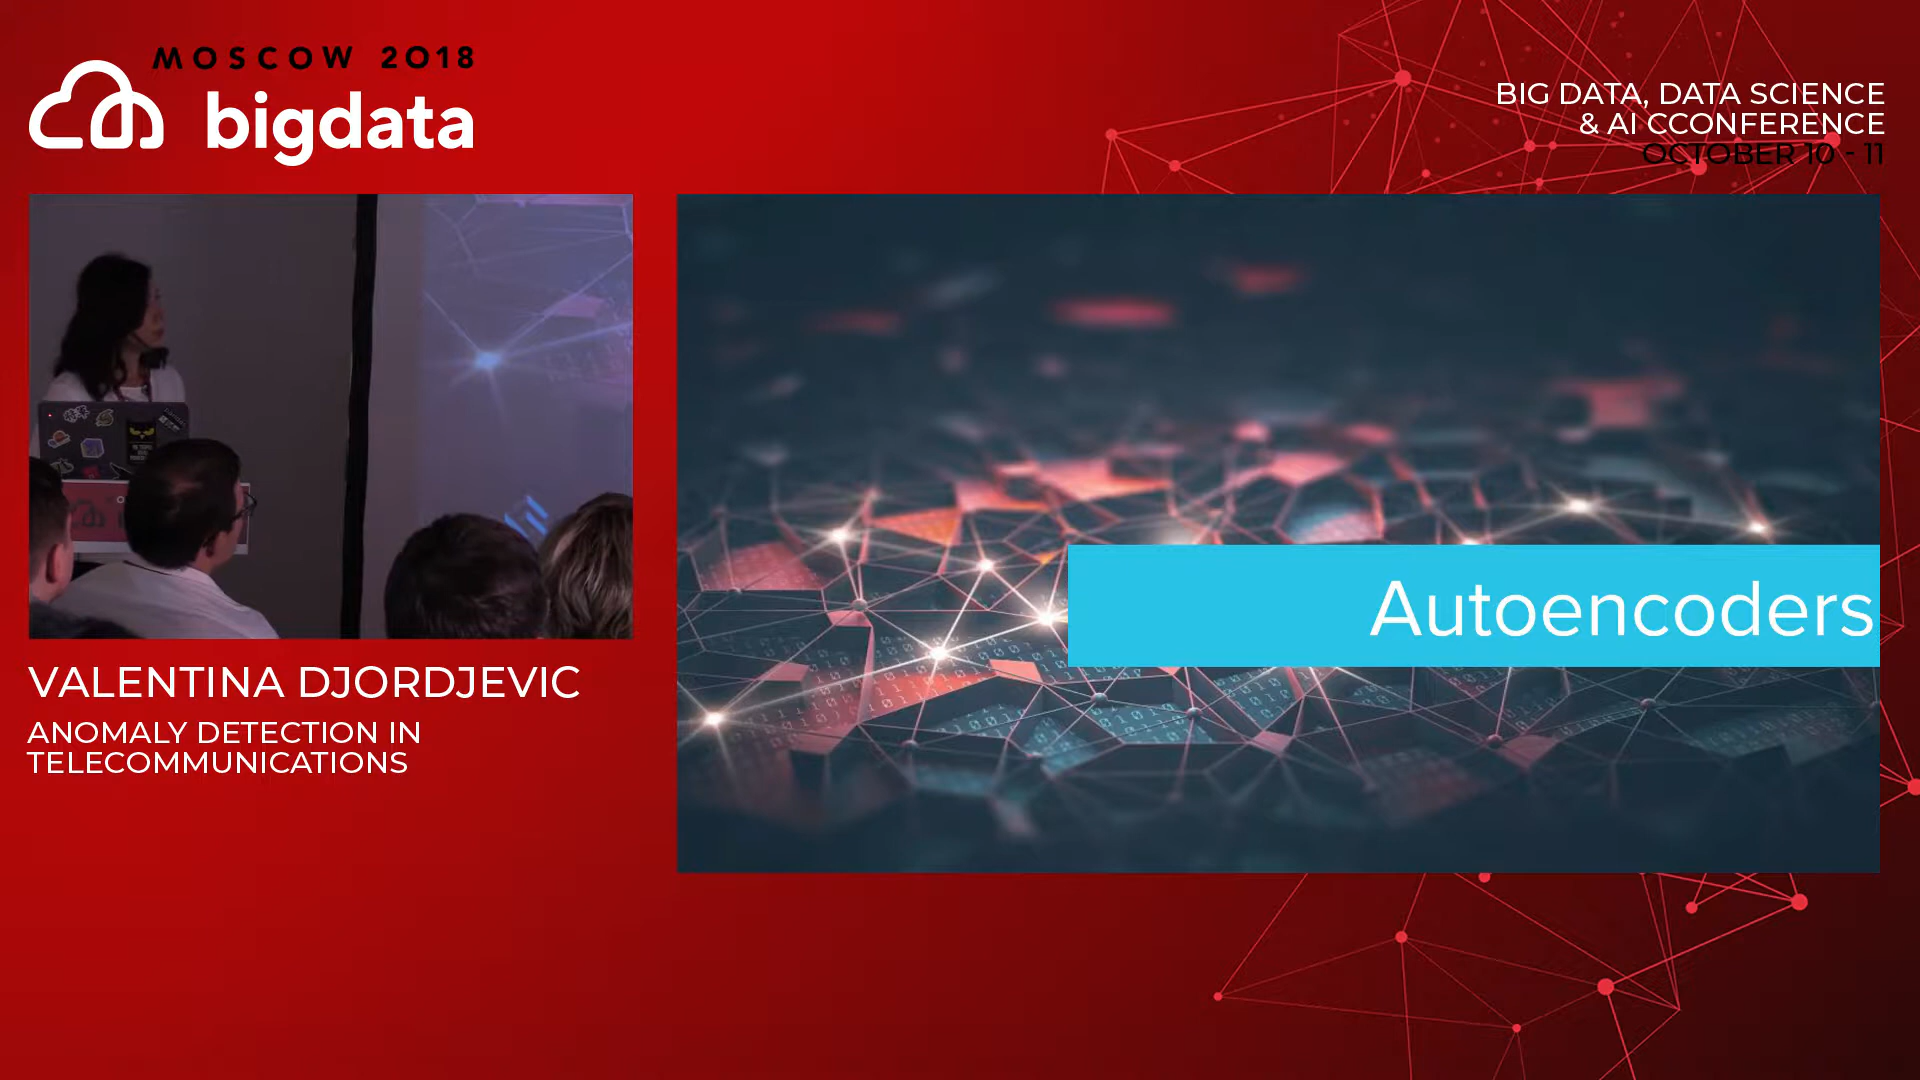 MOSCOW 2018
bigdata
BIG DATA, DATA SCIENCE
& AI CCONFERENCE
OCTOBER 10 - 11
Autoencoders
VALENTINA DJORDJEVIC
ANOMALY DETECTION IN
TELECOMMUNICATIONS